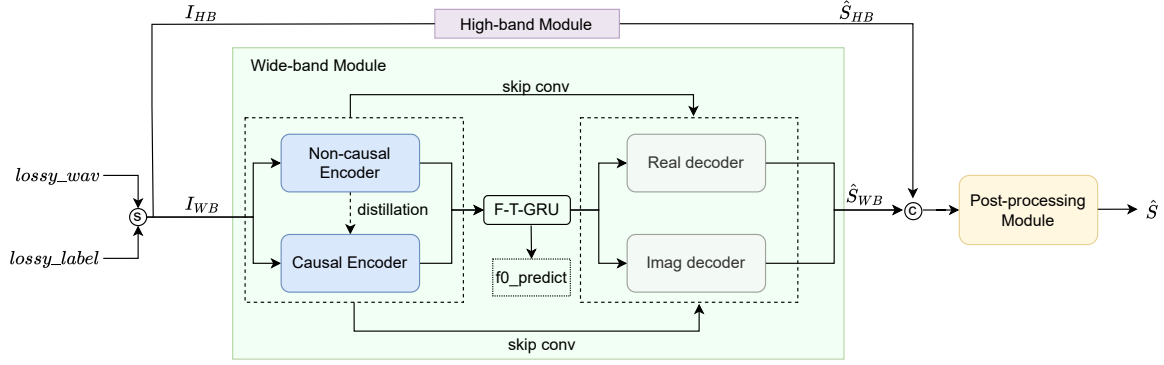 I_HB
High-band Module
Ŝ_HB
Wide-band Module
skip conv
Non-causal
Encoder
Real decoder
lossy_wav
I_WB
distillation
F-T-GRU
Ŝ_WB
Post-processing
Module
Ŝ
S
C
lossy_label
Causal Encoder
f0_predict
Imag decoder
skip conv